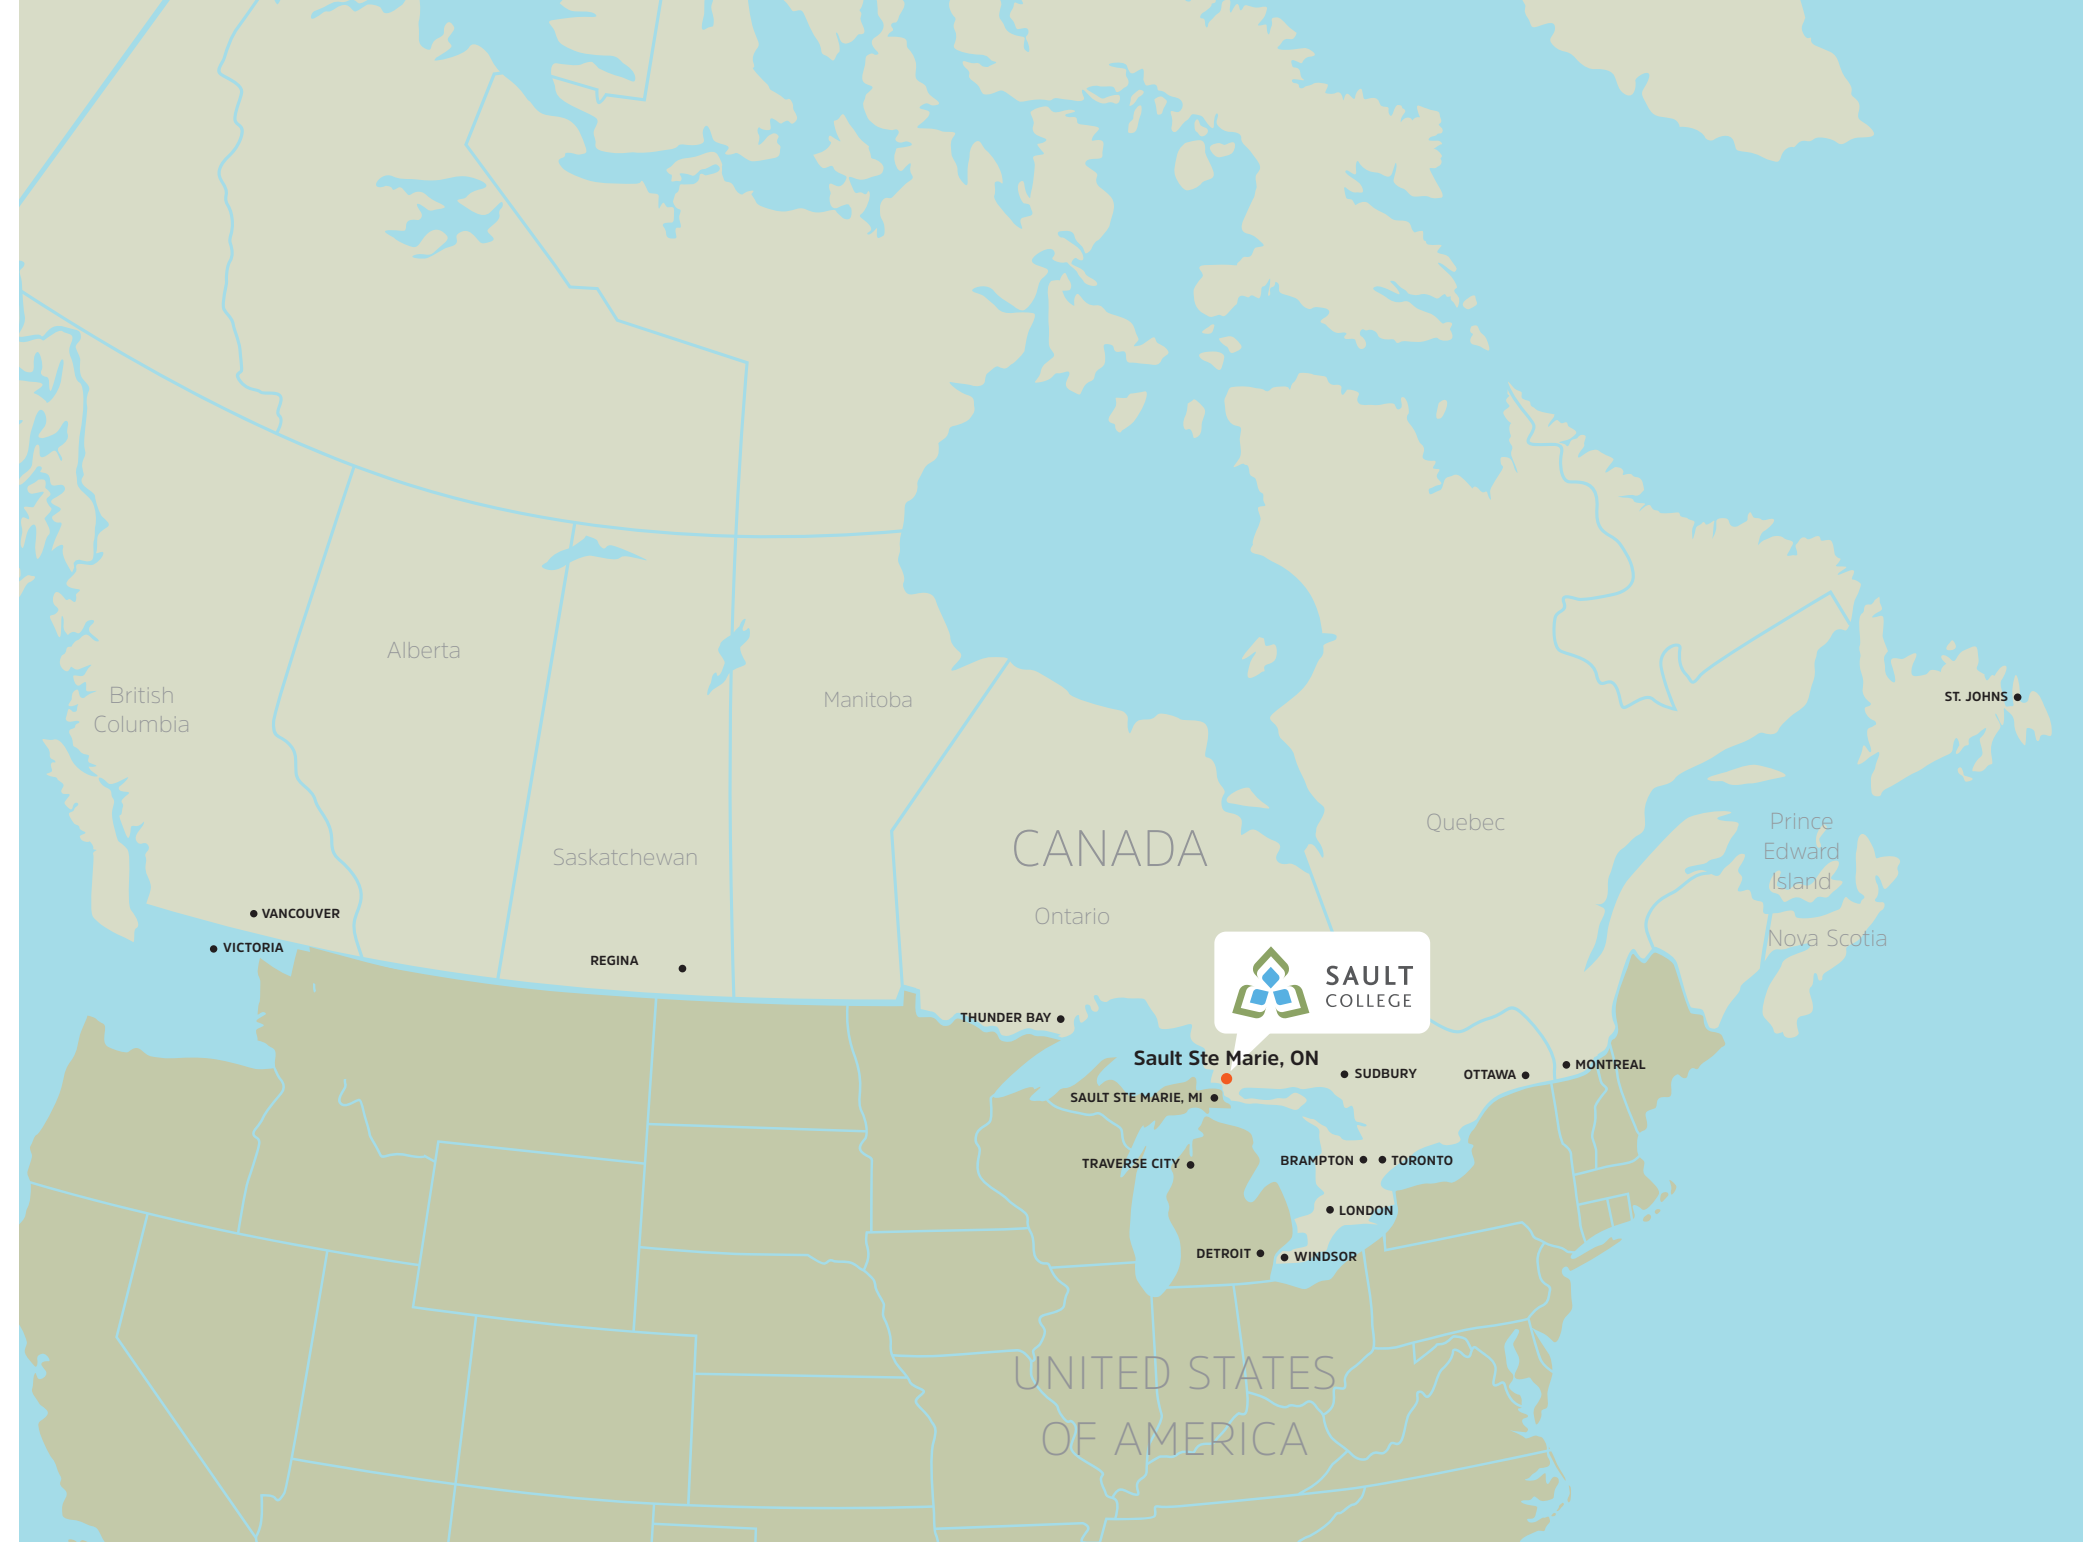 Alberta
British
Columbia
Manitoba
ST. JOHNS
CANADA
Quebec
Prince
Edward
Island
Saskatchewan
Ontario
VANCOUVER
VICTORIA
REGINA
Nova Scotia
SAULT
COLLEGE
THUNDER BAY
Sault Ste Marie, ON
SUDBURY
OTTAWA
MONTREAL
SAULT STE MARIE, MI
TRAVERSE CITY
BRAMPTON
TORONTO
LONDON
DETROIT
WINDSOR
UNITED STATES
OF AMERICA